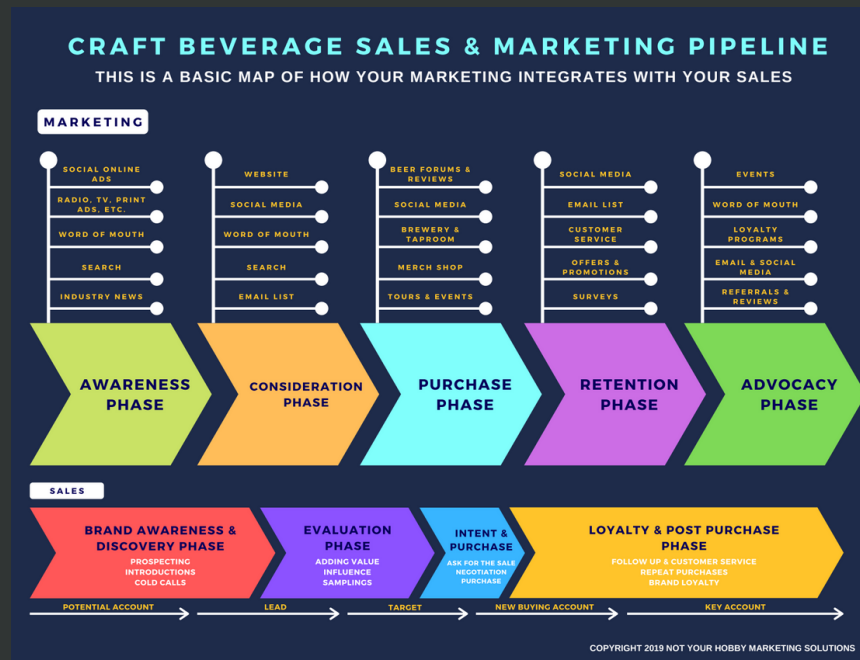 CRAFT BEVERAGE SALES & MARKETING PIPELINE
THIS IS A BASIC MAP OF HOW YOUR MARKETING INTEGRATES WITH YOUR SALES
MARKETING
SOCIAL ONLINE
ADS
RADIO, TV, PRINT
ADS, ETC.
WORD OF MOUTH
SEARCH
INDUSTRY NEWS
WEBSITE
SOCIAL MEDIA
WORD OF MOUTH
SEARCH
EMAIL LIST
BEER FORUMS &
REVIEWS
SOCIAL MEDIA
BREWERY &
TAPROOM
MERCH SHOP
TOURS & EVENTS
SOCIAL MEDIA
EMAIL LIST
CUSTOMER
SERVICE
OFFERS &
PROMOTIONS
SURVEYS
EVENTS
WORD OF MOUTH
LOYALTY
PROGRAMS
EMAIL & SOCIAL
MEDIA
REFERRALS &
REVIEWS
AWARENESS
PHASE
CONSIDERATION
PHASE
PURCHASE
PHASE
RETENTION
PHASE
ADVOCACY
PHASE
SALES
BRAND AWARENESS &
DISCOVERY PHASE
PROSPECTING
INTRODUCTIONS
COLD CALLS
EVALUATION
PHASE
ADDING VALUE
INFLUENCE
SAMPLINGS
INTENT &
PURCHASE
ASK FOR THE SALE
NEGOTIATION
PURCHASE
LOYALTY & POST PURCHASE
PHASE
FOLLOW UP & CUSTOMER SERVICE
REPEAT PURCHASES
BRAND LOYALTY
POTENTIAL ACCOUNT
LEAD
TARGET
NEW BUYING ACCOUNT
KEY ACCOUNT
COPYRIGHT 2019 NOT YOUR HOBBY MARKETING SOLUTIONS